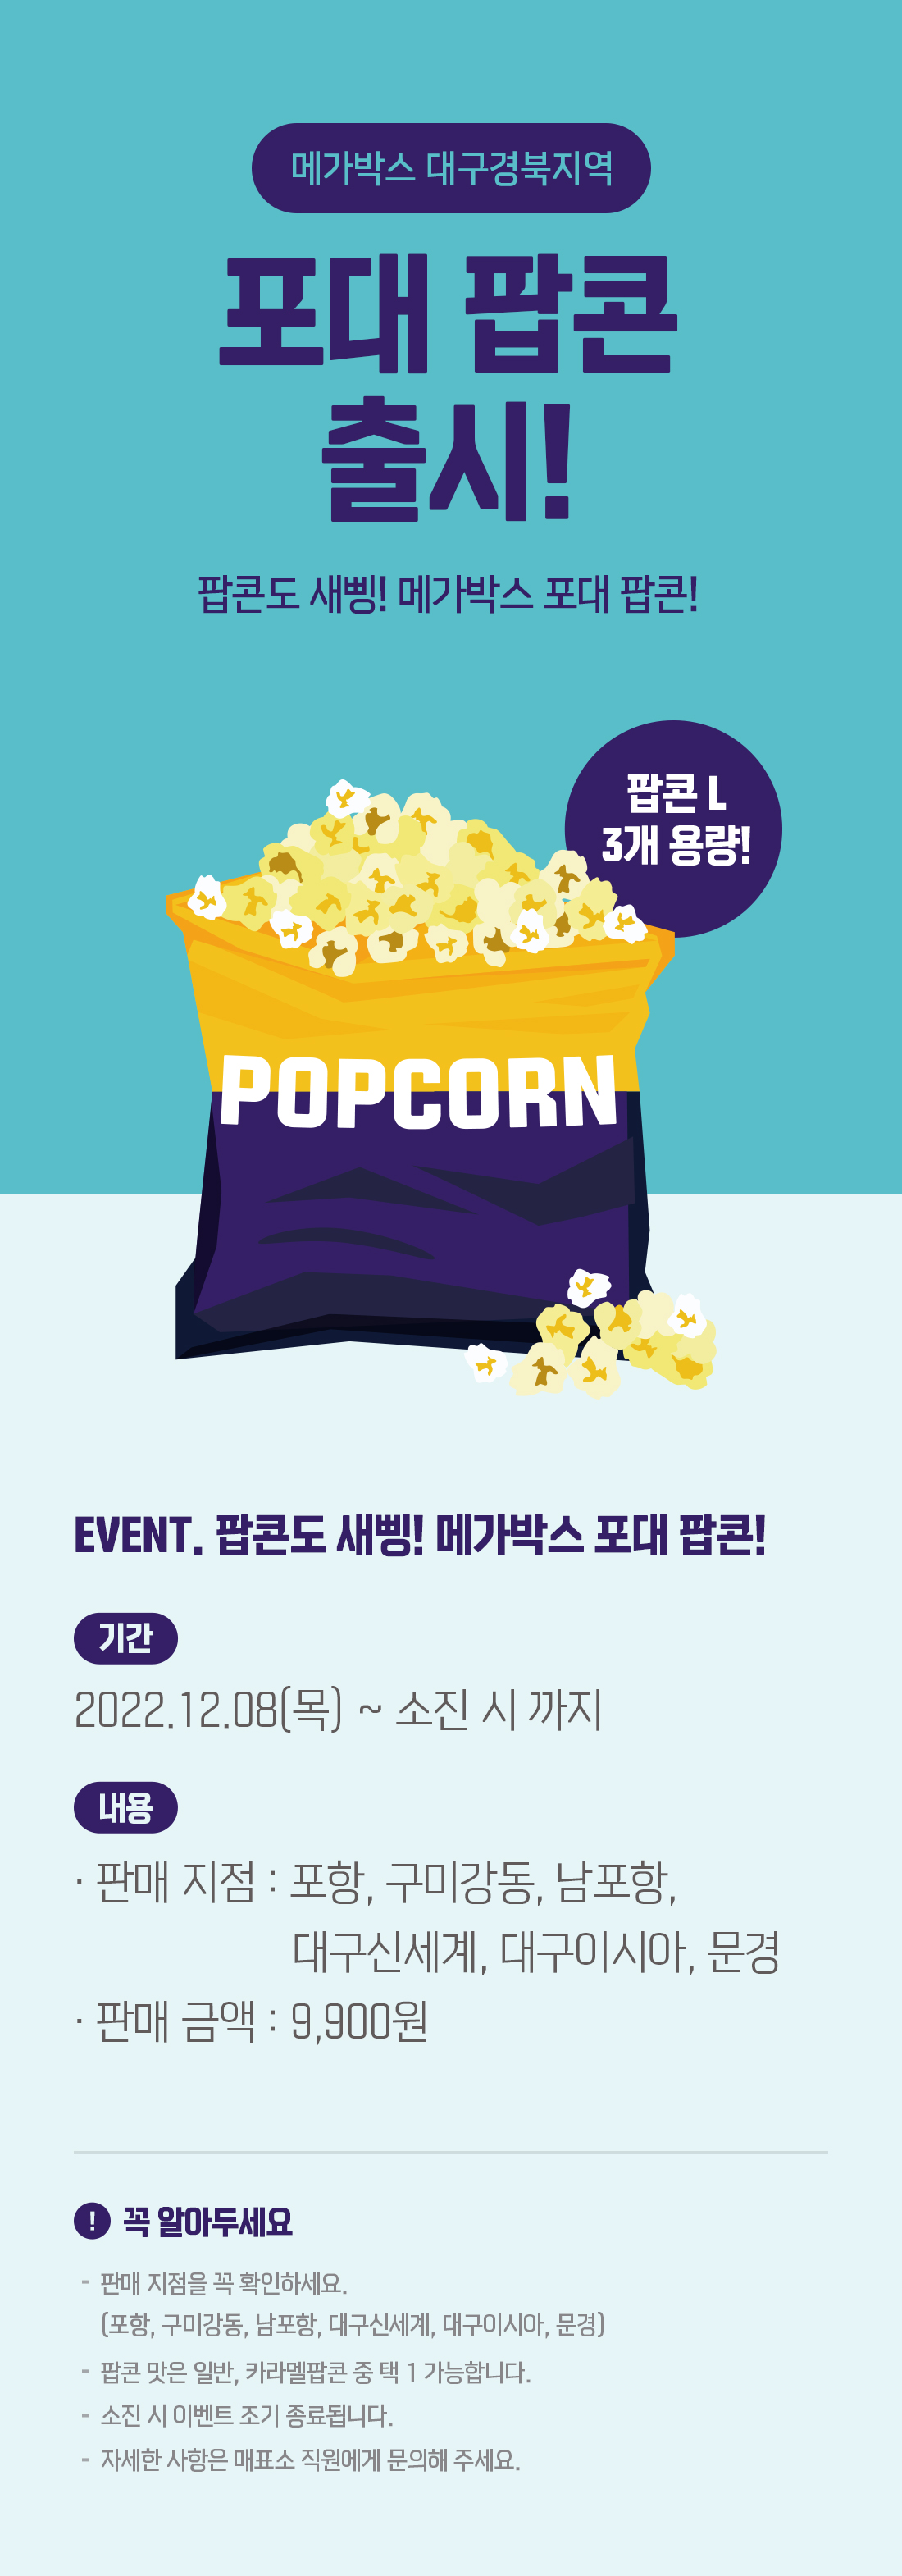 메가박스 대구경북지역
포대 팝콘
출시!
팝콘도 새삥! 메가박스 포대 팝콘!
팝콘 L
3개 용량!
POPCORN
EVENT. 팝콘도 새삥! 메가박스 포대 팝콘!
기간
2022.12.08(목) ~ 소진 시 까지
내용
· 판매 지점 : 포항, 구미강동, 남포항,
대구신세계, 대구이시아, 문경
· 판매 금액 : 9,900원
! 꼭 알아두세요
- 판매 지점을 꼭 확인하세요.
(포항, 구미강동, 남포항, 대구신세계, 대구이시아, 문경)
- 팝콘 맛은 일반, 카라멜팝콘 중 택 1 가능합니다.
- 소진 시 이벤트 조기 종료됩니다.
- 자세한 사항은 매표소 직원에게 문의해 주세요.